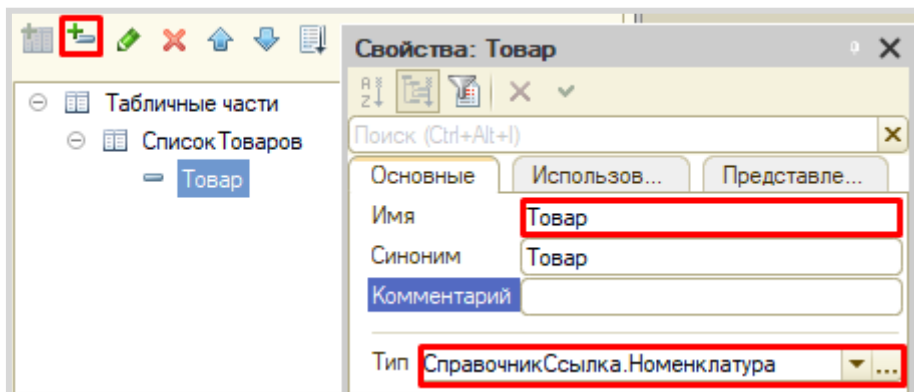 Свойства: Товар
Поиск (Ctrl+Alt+I)
Табличные части
СписокТоваров
Товар
Основные Использов... Представле...
Имя Товар
Синоним Товар
Комментарий
Тип СправочникСсылка.Номенклатура ...